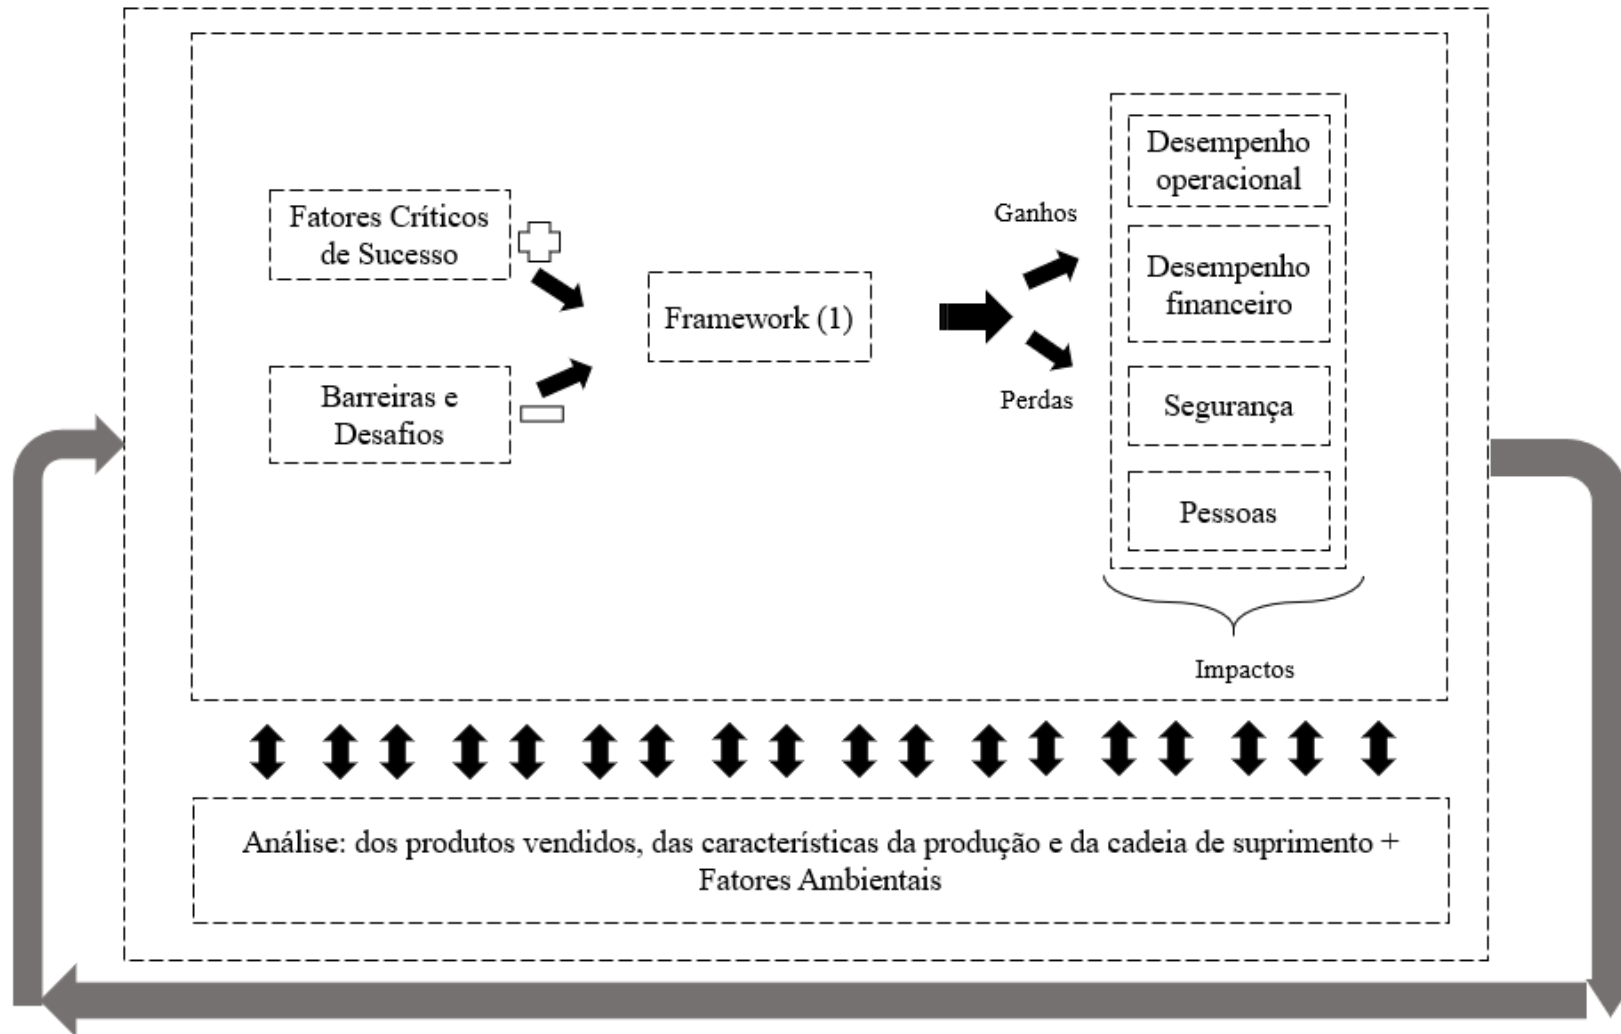 Fatores Críticos
de Sucesso
Barreiras e
Desafios
Framework (1)
Ganhos
Perdas
Desempenho
operacional
Desempenho
financeiro
Segurança
Pessoas
Impactos
Análise: dos produtos vendidos, das características da produção e da cadeia de suprimento +
Fatores Ambientais